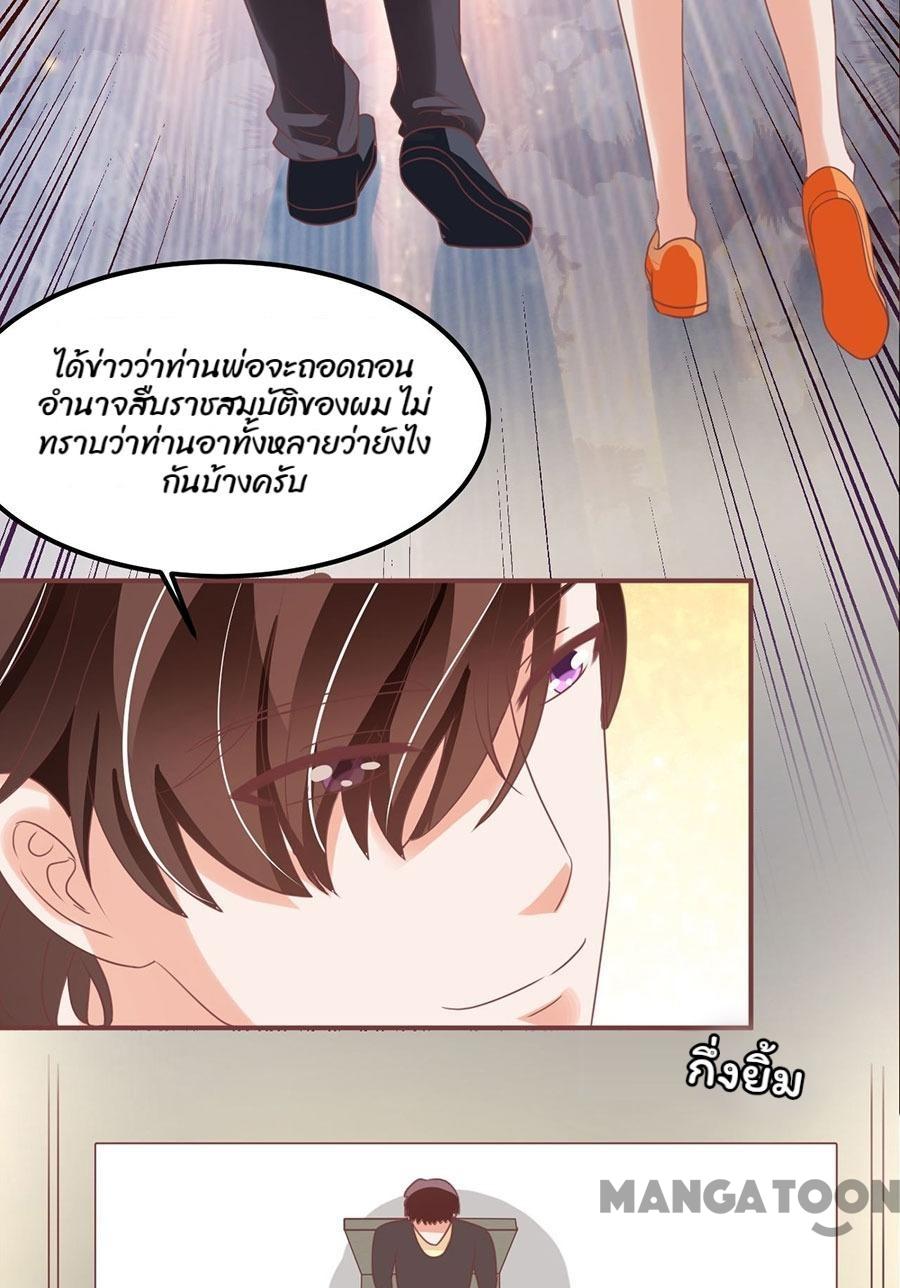 ได้ข่าวว่าท่านพ่อจะถอดถอน
อำนาจสืบราชสมบัติของผม ไม่
ทราบว่าท่านอาทั้งหลายว่ายังไง
กันบ้างครับ
กึ่งยิ้ม
MANGATOON